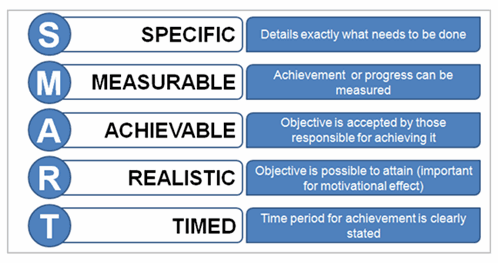 S SPECIFIC Details exactly what needs to be done
M MEASURABLE Achievement or progress can be
measured
A ACHIEVABLE Objective is accepted by those
responsible for achieving it
R REALISTIC Objective is possible to attain (important
for motivational effect)
T TIMED Time period for achievement is clearly
stated